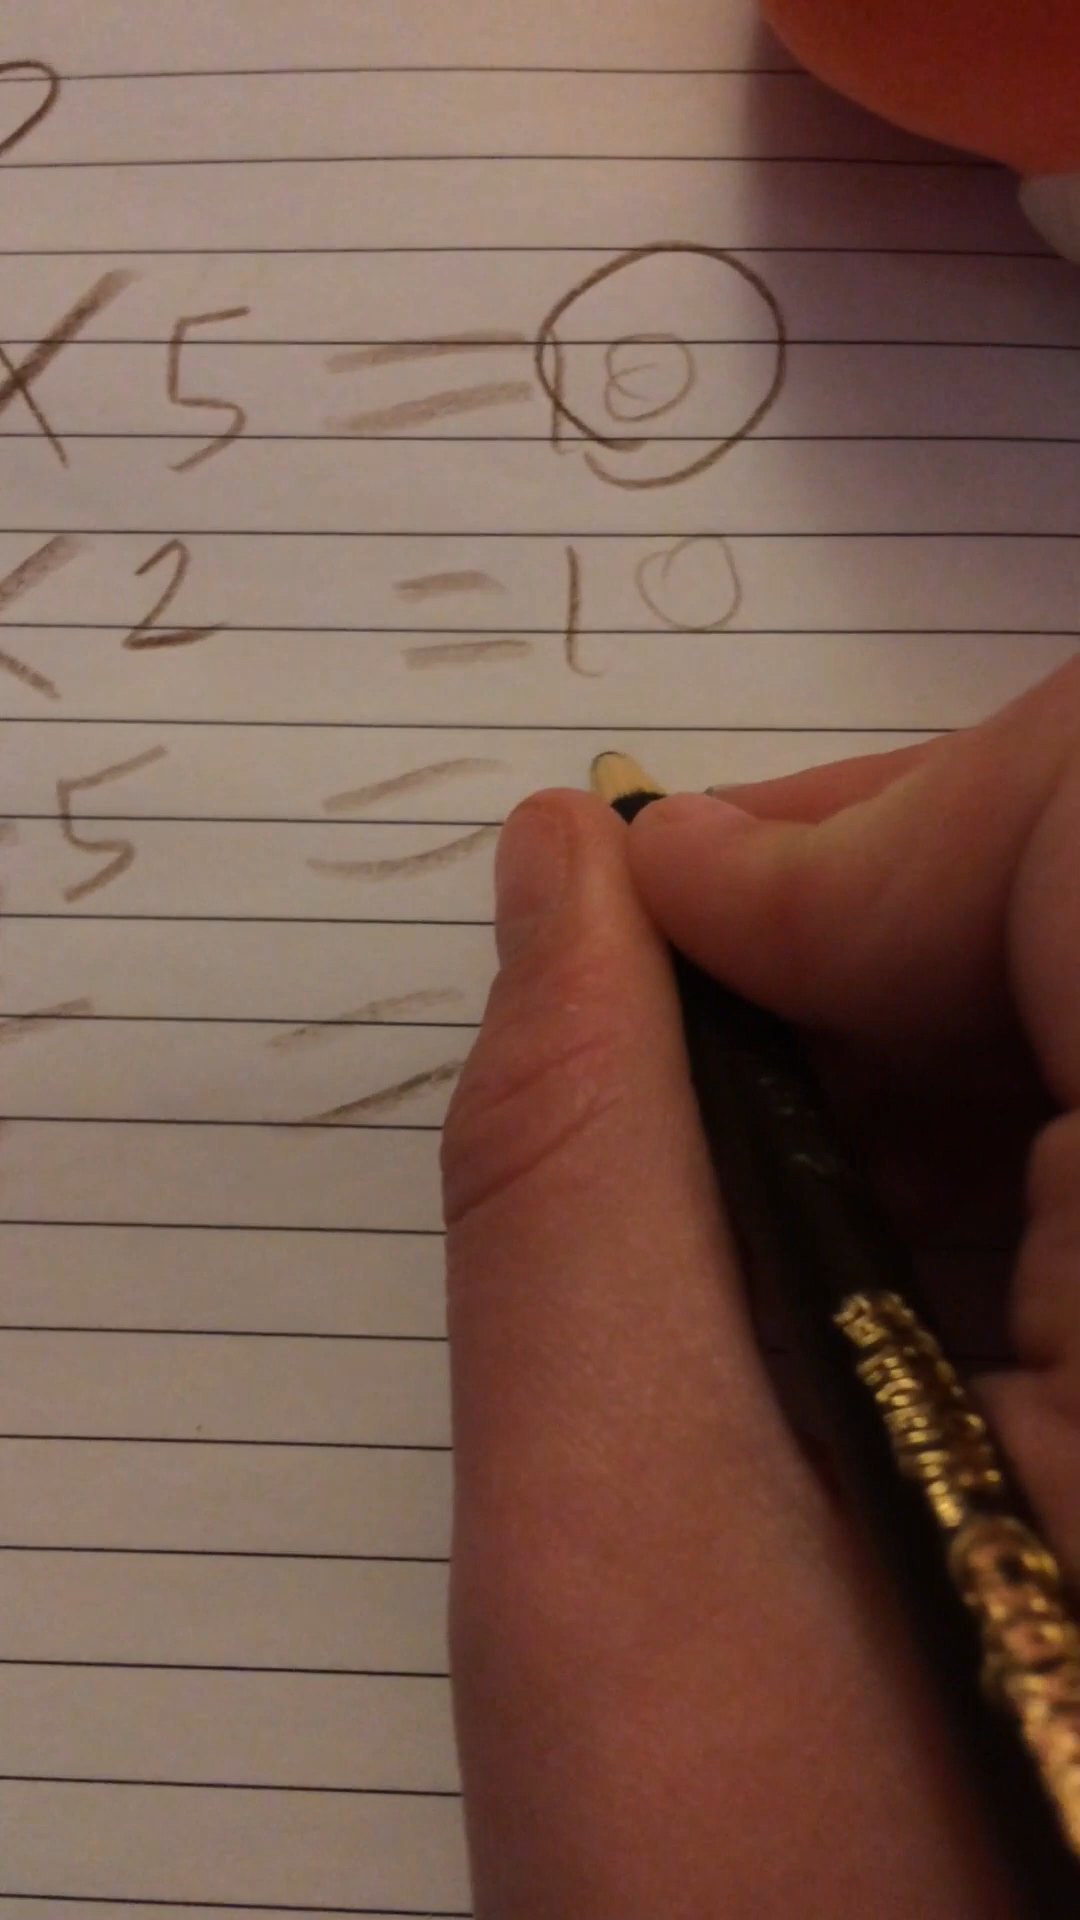 × 5 = 10
× 2 = 10
5 =
=